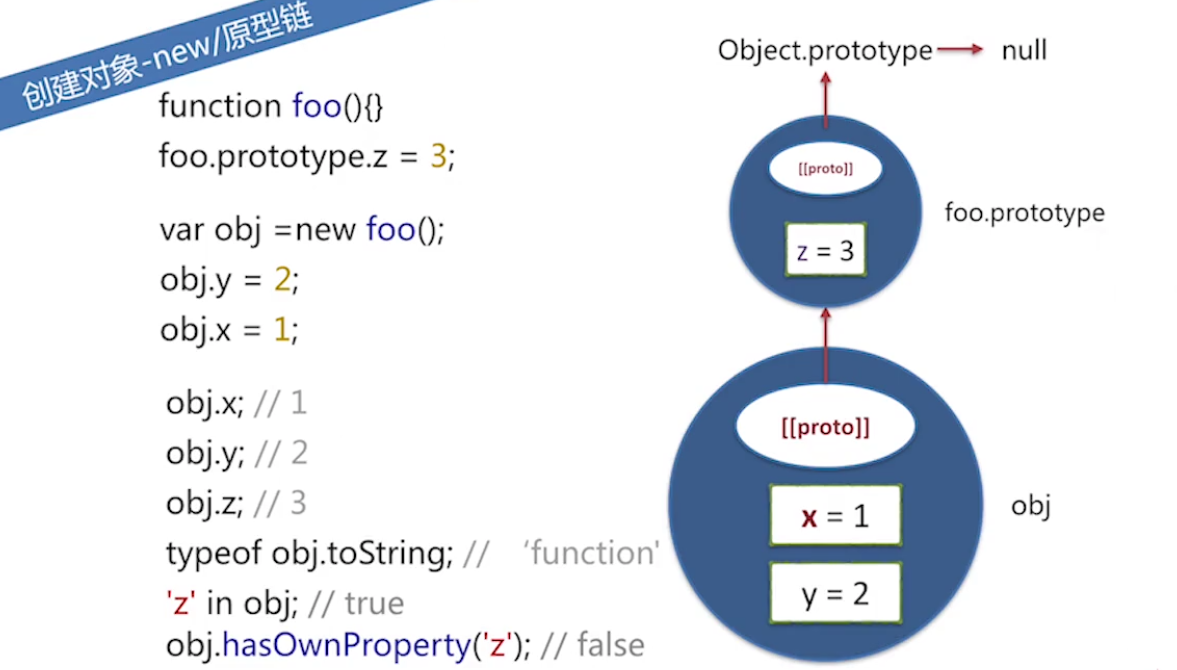 创建对象-new/原型链
function foo(){}
foo.prototype.z = 3;
var obj =new foo();
obj.y = 2;
obj.x = 1;
obj.x; // 1
obj.y; // 2
obj.z; // 3
typeof obj.toString; // ‘function'
'z' in obj; // true
obj.hasOwnProperty('z'); // false
Object.prototype
null
[[proto]]
z = 3
foo.prototype
[[proto]]
x = 1
y = 2
obj